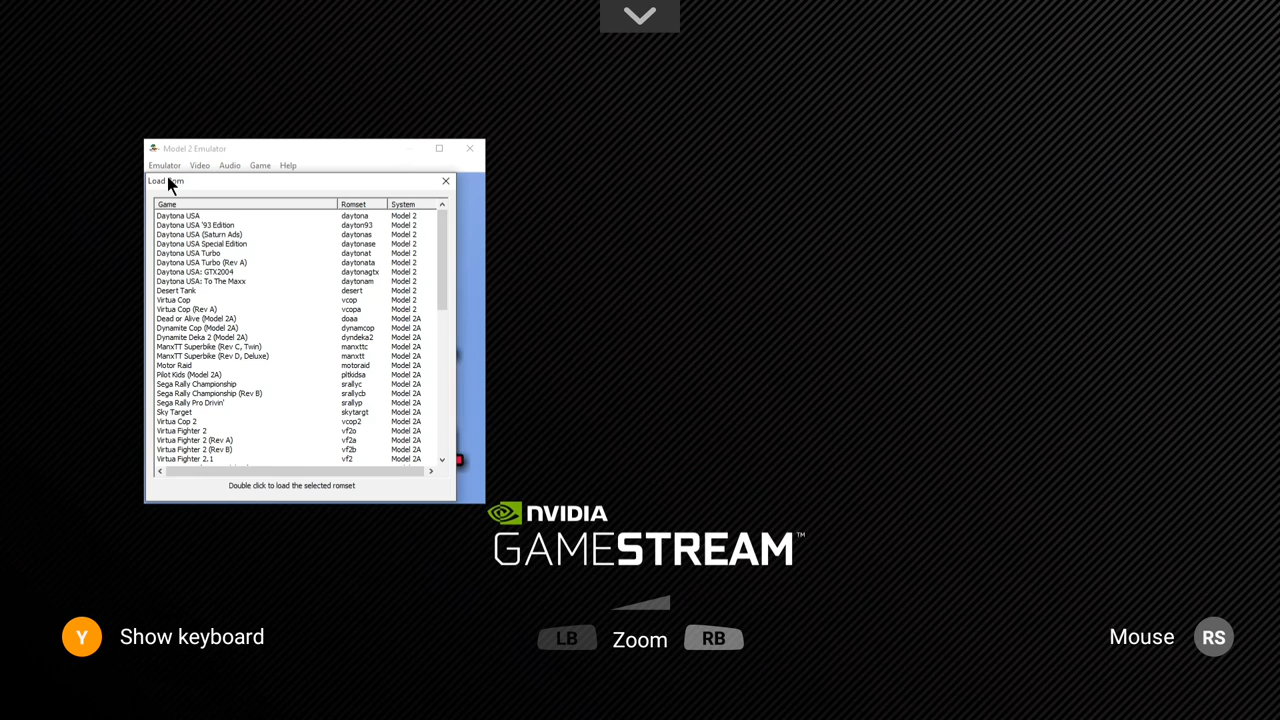 Model 2 Emulator
Emulator Video Audio Game Help
Load
Game Romset System
Daytona USA daytona Model 2
Daytona USA '93 Edition dayton93 Model 2
Daytona USA (Saturn Ads) daytonas Model 2
Daytona USA Special Edition daytonase Model 2
Daytona USA Turbo daytonat Model 2
Daytona USA Turbo (Rev A) daytonata Model 2
Daytona USA: GTX2004 daytonagtx Model 2
Daytona USA: To The Maxx daytonam Model 2
Desert Tank desert Model 2
Virtua Cop vcop Model 2
Virtua Cop (Rev A) vcopa Model 2
Dead or Alive (Model 2A) doaa Model 2A
Dynamite Cop (Model 2A) dynamcop Model 2A
Dynamite Deka 2 (Model 2A) dyndeka2 Model 2A
ManxTT Superbike (Rev C, Twin) manxttc Model 2A
ManxTT Superbike (Rev D, Deluxe) manxtt Model 2A
Motor Raid motoraid Model 2A
Pilot Kids (Model 2A) pltkidsa Model 2A
Sega Rally Championship srallyc Model 2A
Sega Rally Championship (Rev B) srallycb Model 2A
Sega Rally Pro Drivin' srallyp Model 2A
Sky Target skytargt Model 2A
Virtua Cop 2 vcop2 Model 2A
Virtua Fighter 2 vf2o Model 2A
Virtua Fighter 2 (Rev A) vf2a Model 2A
Virtua Fighter 2 (Rev B) vf2b Model 2A
Virtua Fighter 2.1 vf2 Model 2A
Double click to load the selected romset
NVIDIA
GAMESTREAM™
Y Show keyboard LB Zoom RB Mouse RS